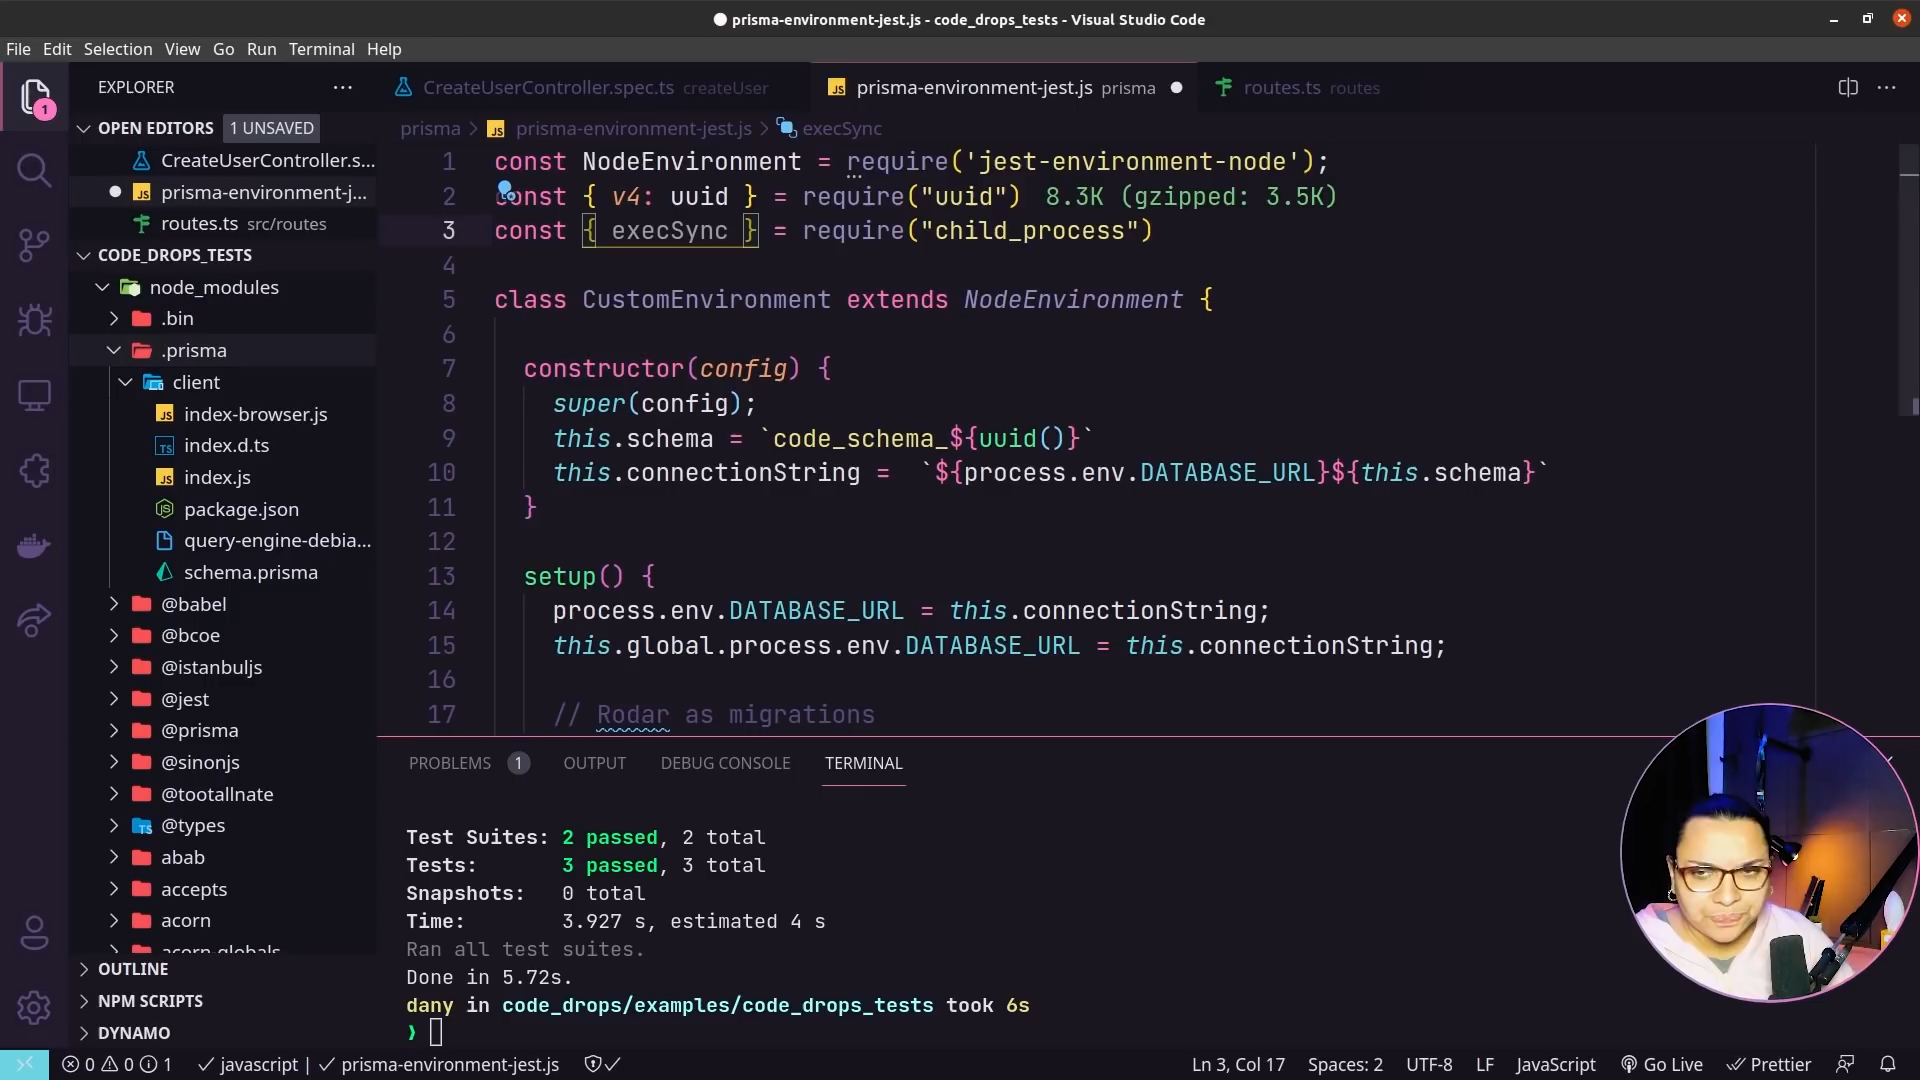 prisma-environment-jest.js - code_drops_tests - Visual Studio Code
File Edit Selection View Go Run Terminal Help
EXPLORER
OPEN EDITORS 1 UNSAVED
CreateUserController.s...
prisma-environment-j...
routes.ts src/routes
CODE_DROPS_TESTS
node_modules
.bin
.prisma
client
index-browser.js
index.d.ts
index.js
package.json
query-engine-debia...
schema.prisma
@babel
@bcoe
@istanbuljs
@jest
@prisma
@sinonjs
@tootallnate
@types
abab
accepts
acorn
acorn-globals
OUTLINE
NPM SCRIPTS
DYNAMO
1
CreateUserController.spec.ts createUser
prisma-environment-jest.js prisma
routes.ts routes
prisma > prisma-environment-jest.js > execSync
1 const NodeEnvironment = require('jest-environment-node');
2 const { v4: uuid } = require("uuid") 8.3K (gzipped: 3.5K)
3 const { execSync } = require("child_process")
4
5 class CustomEnvironment extends NodeEnvironment {
6
7 constructor(config) {
8 super(config);
9 this.schema = `code_schema_${uuid()}`
10 this.connectionString = `${process.env.DATABASE_URL}${this.schema}`
11 }
12
13 setup() {
14 process.env.DATABASE_URL = this.connectionString;
15 this.global.process.env.DATABASE_URL = this.connectionString;
16
17 // Rodar as migrations
PROBLEMS 1 OUTPUT DEBUG CONSOLE TERMINAL
Test Suites: 2 passed, 2 total
Tests: 3 passed, 3 total
Snapshots: 0 total
Time: 3.927 s, estimated 4 s
Ran all test suites.
Done in 5.72s.
dany in code_drops/examples/code_drops_tests took 6s
❯
0 0 1 javascript | prisma-environment-jest.js Ln 3, Col 17 Spaces: 2 UTF-8 LF JavaScript Go Live Prettier